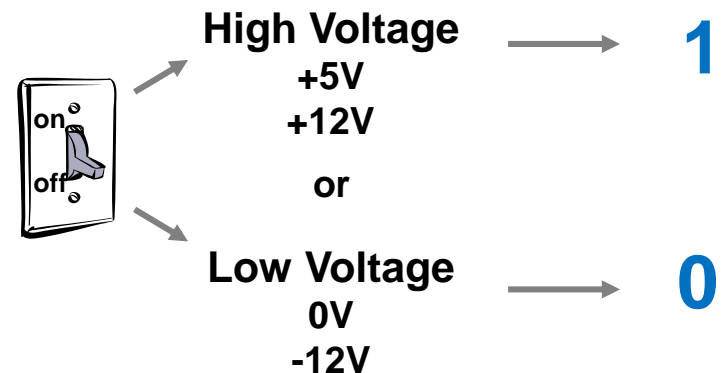 on
off
High Voltage
+5V
+12V
or
Low Voltage
0V
-12V
1
0